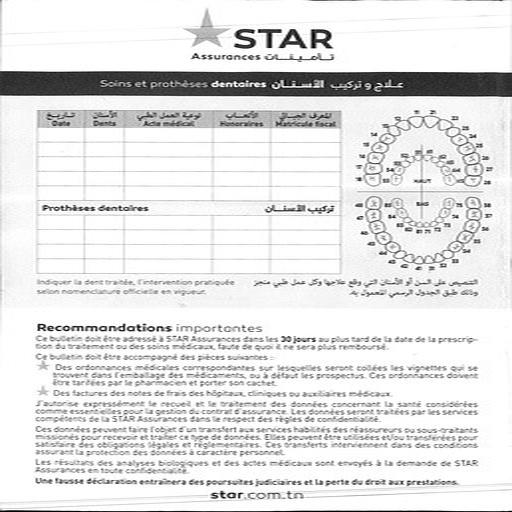 STAR
Assurances تأمينات
Soins et prothèses dentaires علاج و تركيب الأسنان
تاريخ الأسنان نوعية العمل الطبي الأتعاب المعرف الجبائي
Date Dents Acte médical Honoraires Matricule fiscal
Prothèses dentaires تركيب الأسنان
HAUT
BAS
Indiquer la dent traitée, l'intervention pratiquée
selon nomenclature officielle en vigueur.
التنصيص على السن أو الأسنان التي وقع علاجها وكل عمل طبي منجز
وذلك طبق الجدول الرسمي المعمول به.
Recommandations importantes
Ce bulletin doit être adressé à STAR Assurances dans les 30 jours au plus tard de la date de la prescrip-
tion du traitement ou des soins médicaux, faute de quoi il ne sera plus remboursé.
Ce bulletin doit être accompagné des pièces suivantes :
Des ordonnances médicales correspondantes sur lesquelles seront collées les vignettes qui se
trouvent dans l'emballage des médicaments, ou à défaut les prospectus. Ces ordonnances doivent
être tarifées par le pharmacien et porter son cachet.
Des factures des notes de frais des hôpitaux, cliniques ou auxiliaires médicaux.
J'autorise expressément le recueil et le traitement des données concernant la santé considérées
comme essentielles pour la gestion du contrat d'assurance. Les données seront traitées par les services
compétents de la STAR Assurances dans le respect des règles de confidentialité.
Ces données peuvent faire l'objet d'un transfert aux services habilités des réassureurs ou sous-traitants
missionés pour recevoir et traiter ce type de données. Elles peuvent être utilisées et/ou transférées pour
satisfaire des obligations légales et réglementaires. Ces transferts interviennent dans des conditions
assurant la protection des données à caractère personnel.
Les résultats des analyses biologiques et des actes médicaux sont envoyés à la demande de STAR
Assurances en toute confidentialité.
Une fausse déclaration entraînera des poursuites judiciaires et la perte du droit aux prestations.
star.com.tn